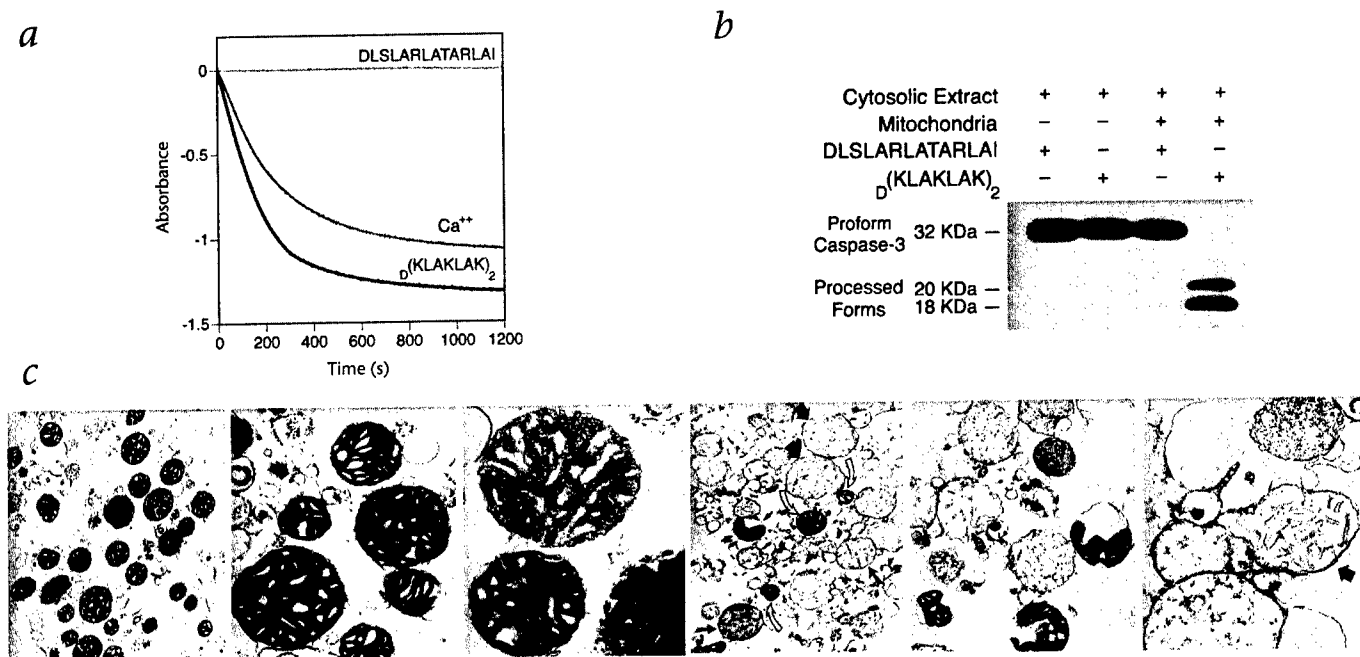 a
DLSLARLATARLAI
0
-0.5
-1
-1.5
Absorbance
Ca++
D(KLAKLAK)2
0 200 400 600 800 1000 1200
Time (s)
b
Cytosolic Extract + + + +
Mitochondria – – + +
DLSLARLATARLAI + – + –
D(KLAKLAK)2 – + – +
Proform Caspase-3 32 KDa –
Processed Forms 20 KDa –
18 KDa –
c